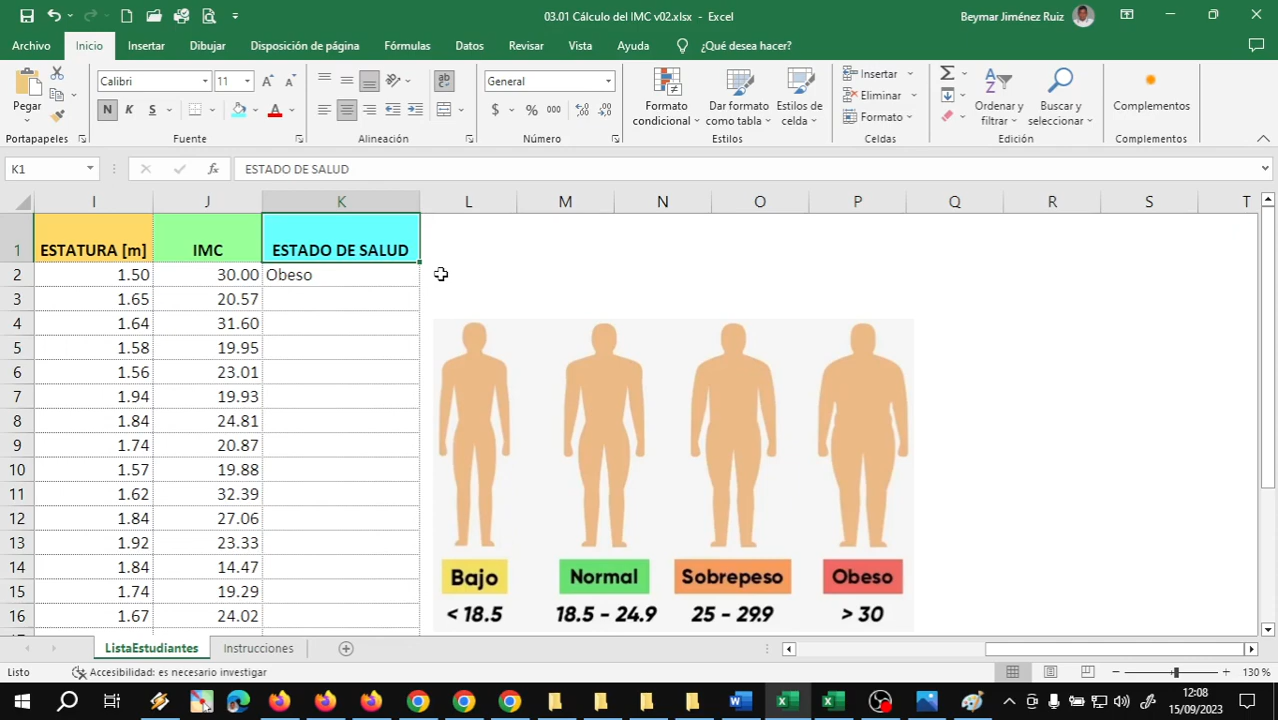 03.01 Cálculo del IMC v02.xlsx - Excel
Beymar Jiménez Ruiz
Archivo Inicio Insertar Dibujar Disposición de página Fórmulas Datos Revisar Vista Ayuda ¿Qué desea hacer?
Pegar
Calibri 11
N K S
General
$ % 000
Formato condicional
Dar formato como tabla
Estilos de celda
Insertar
Eliminar
Formato
Ordenar y filtrar
Buscar y seleccionar
Complementos
Portapapeles Fuente Alineación Número Estilos Celdas Edición Complementos
K1 fx ESTADO DE SALUD
I J K L M N O P Q R S T
1 ESTATURA [m] IMC ESTADO DE SALUD
2 1.50 30.00 Obeso
3 1.65 20.57
4 1.64 31.60
5 1.58 19.95
6 1.56 23.01
7 1.94 19.93
8 1.84 24.81
9 1.74 20.87
10 1.57 19.88
11 1.62 32.39
12 1.84 27.06
13 1.92 23.33
14 1.84 14.47
15 1.74 19.29
16 1.67 24.02
Bajo Normal Sobrepeso Obeso
< 18.5 18.5 - 24.9 25 - 29.9 > 30
ListaEstudiantes Instrucciones
Listo Accesibilidad: es necesario investigar 130 %
12:08
15/09/2023